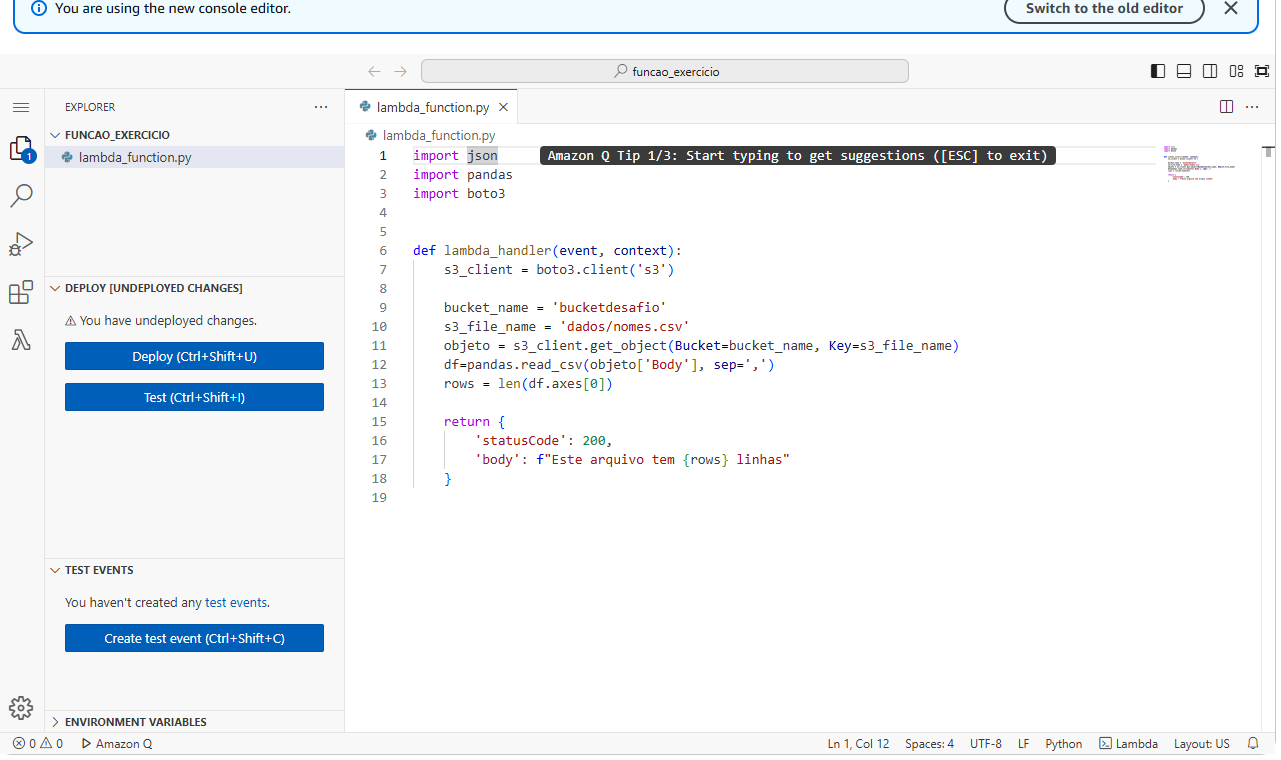 You are using the new console editor.
Switch to the old editor
funcao_exercicio
EXPLORER
FUNCAO_EXERCICIO
lambda_function.py
1
DEPLOY [UNDEPLOYED CHANGES]
You have undeployed changes.
Deploy (Ctrl+Shift+U)
Test (Ctrl+Shift+I)
TEST EVENTS
You haven't created any test events.
Create test event (Ctrl+Shift+C)
ENVIRONMENT VARIABLES
lambda_function.py
lambda_function.py
1 import json Amazon Q Tip 1/3: Start typing to get suggestions ([ESC] to exit)
2 import pandas
3 import boto3
4
5
6 def lambda_handler(event, context):
7 s3_client = boto3.client('s3')
8
9 bucket_name = 'bucketdesafio'
10 s3_file_name = 'dados/nomes.csv'
11 objeto = s3_client.get_object(Bucket=bucket_name, Key=s3_file_name)
12 df=pandas.read_csv(objeto['Body'], sep=',')
13 rows = len(df.axes[0])
14
15 return {
16 'statusCode': 200,
17 'body': f"Este arquivo tem {rows} linhas"
18 }
19
0 0 Amazon Q Ln 1, Col 12 Spaces: 4 UTF-8 LF Python Lambda Layout: US